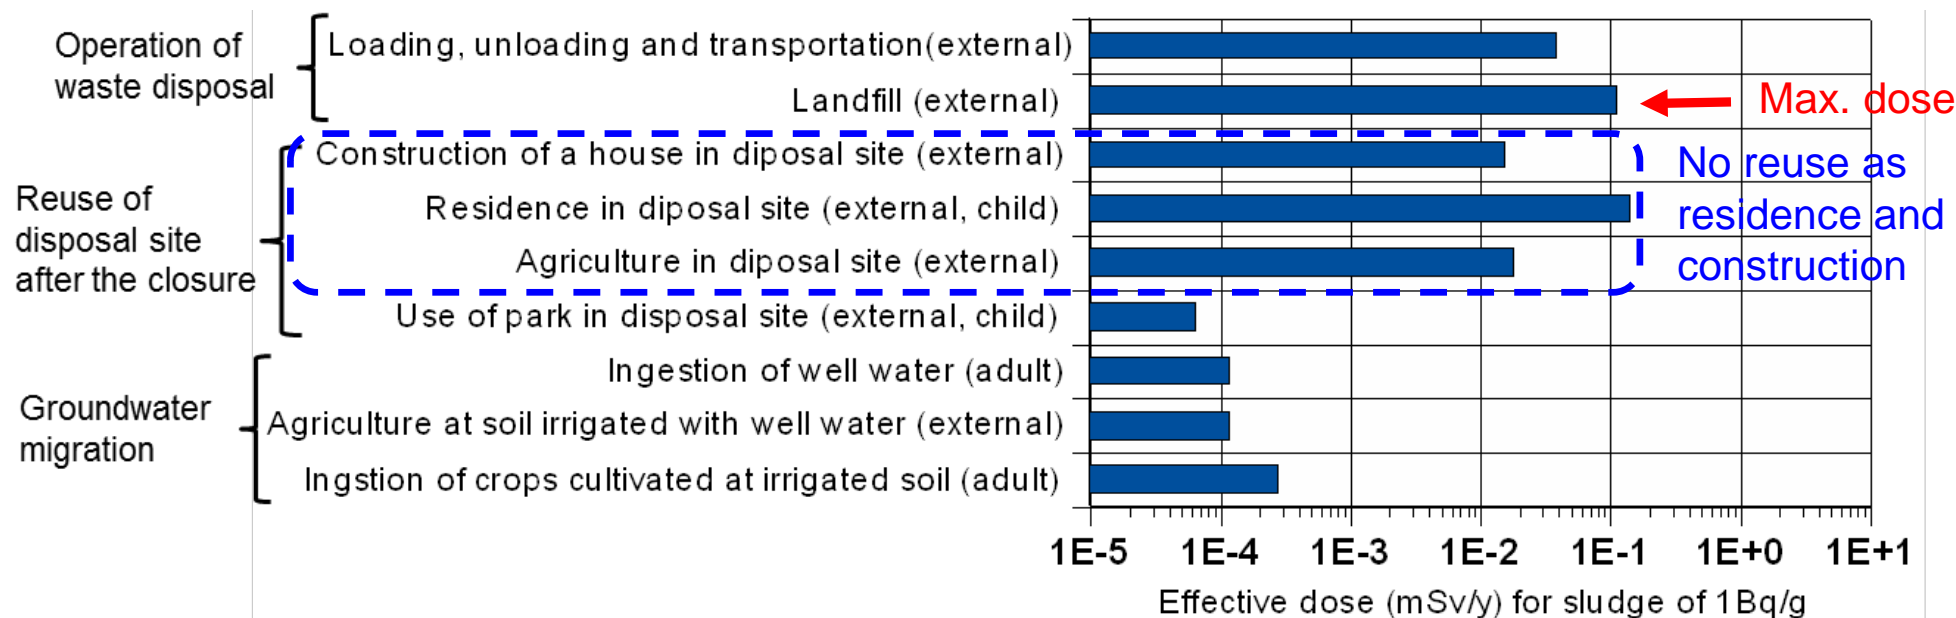 Operation of
waste disposal
Loading, unloading and transportation(external)
Landfill (external)
Max. dose
Reuse of
disposal site
after the closure
Construction of a house in diposal site (external)
Residence in diposal site (external, child)
Agriculture in diposal site (external)
Use of park in disposal site (external, child)
No reuse as
residence and
construction
Groundwater
migration
Ingestion of well water (adult)
Agriculture at soil irrigated with well water (external)
Ingstion of crops cultivated at irrigated soil (adult)
1E-5 1E-4 1E-3 1E-2 1E-1 1E+0 1E+1
Effective dose (mSv/y) for sludge of 1Bq/g